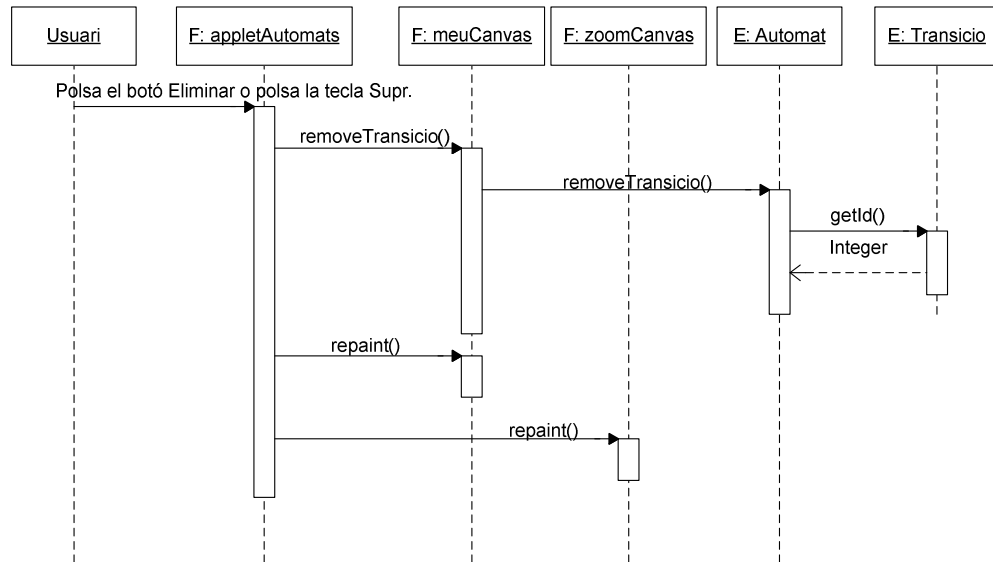 Usuari
F: appletAutomats
F: meuCanvas
F: zoomCanvas
E: Automat
E: Transicio
Polsa el botó Eliminar o polsa la tecla Supr.
removeTransicio()
removeTransicio()
getId()
Integer
repaint()
repaint()